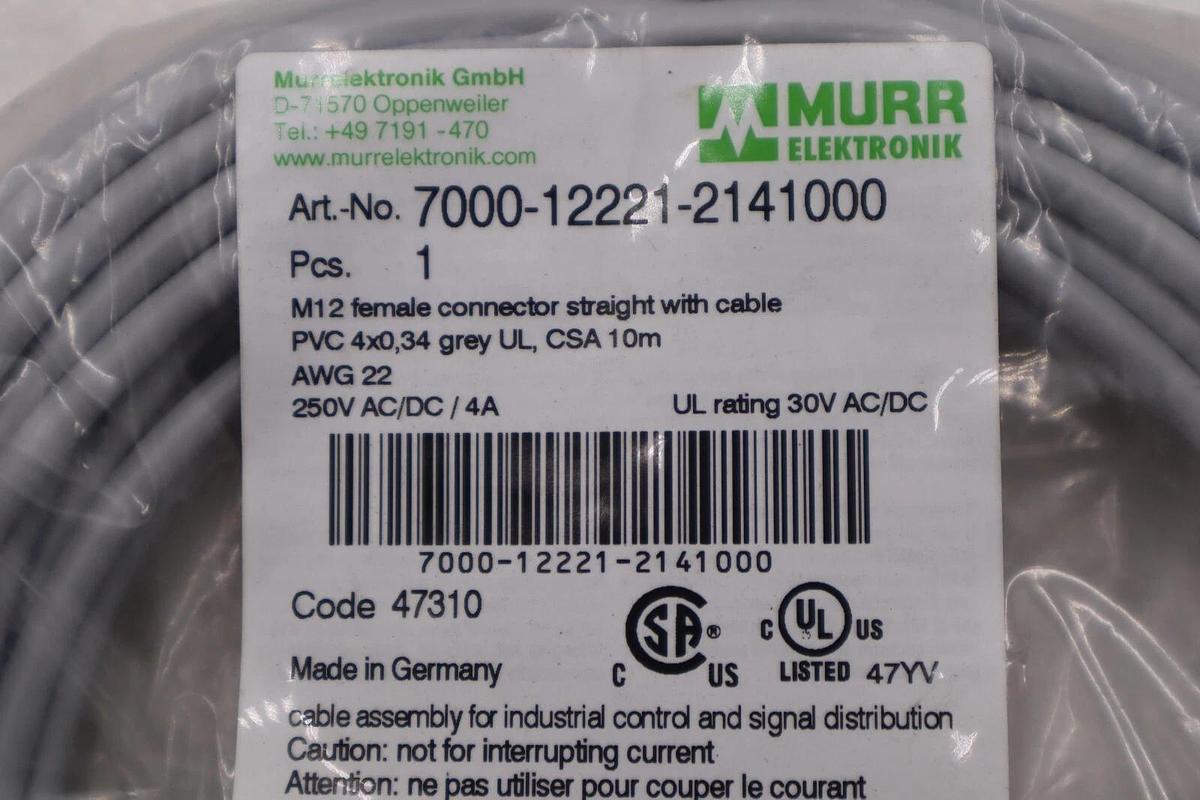 Murrelektronik GmbH
D-71570 Oppenweiler
Tel.: +49 7191 -470
www.murrelektronik.com
MURR
ELEKTRONIK
Art.-No. 7000-12221-2141000
Pcs. 1
M12 female connector straight with cable
PVC 4x0,34 grey UL, CSA 10m
AWG 22
250V AC/DC / 4A UL rating 30V AC/DC
7000-12221-2141000
Code 47310
SA®
C US
C UL US
LISTED 47YV
Made in Germany
cable assembly for industrial control and signal distribution
Caution: not for interrupting current
Attention: ne pas utiliser pour couper le courant